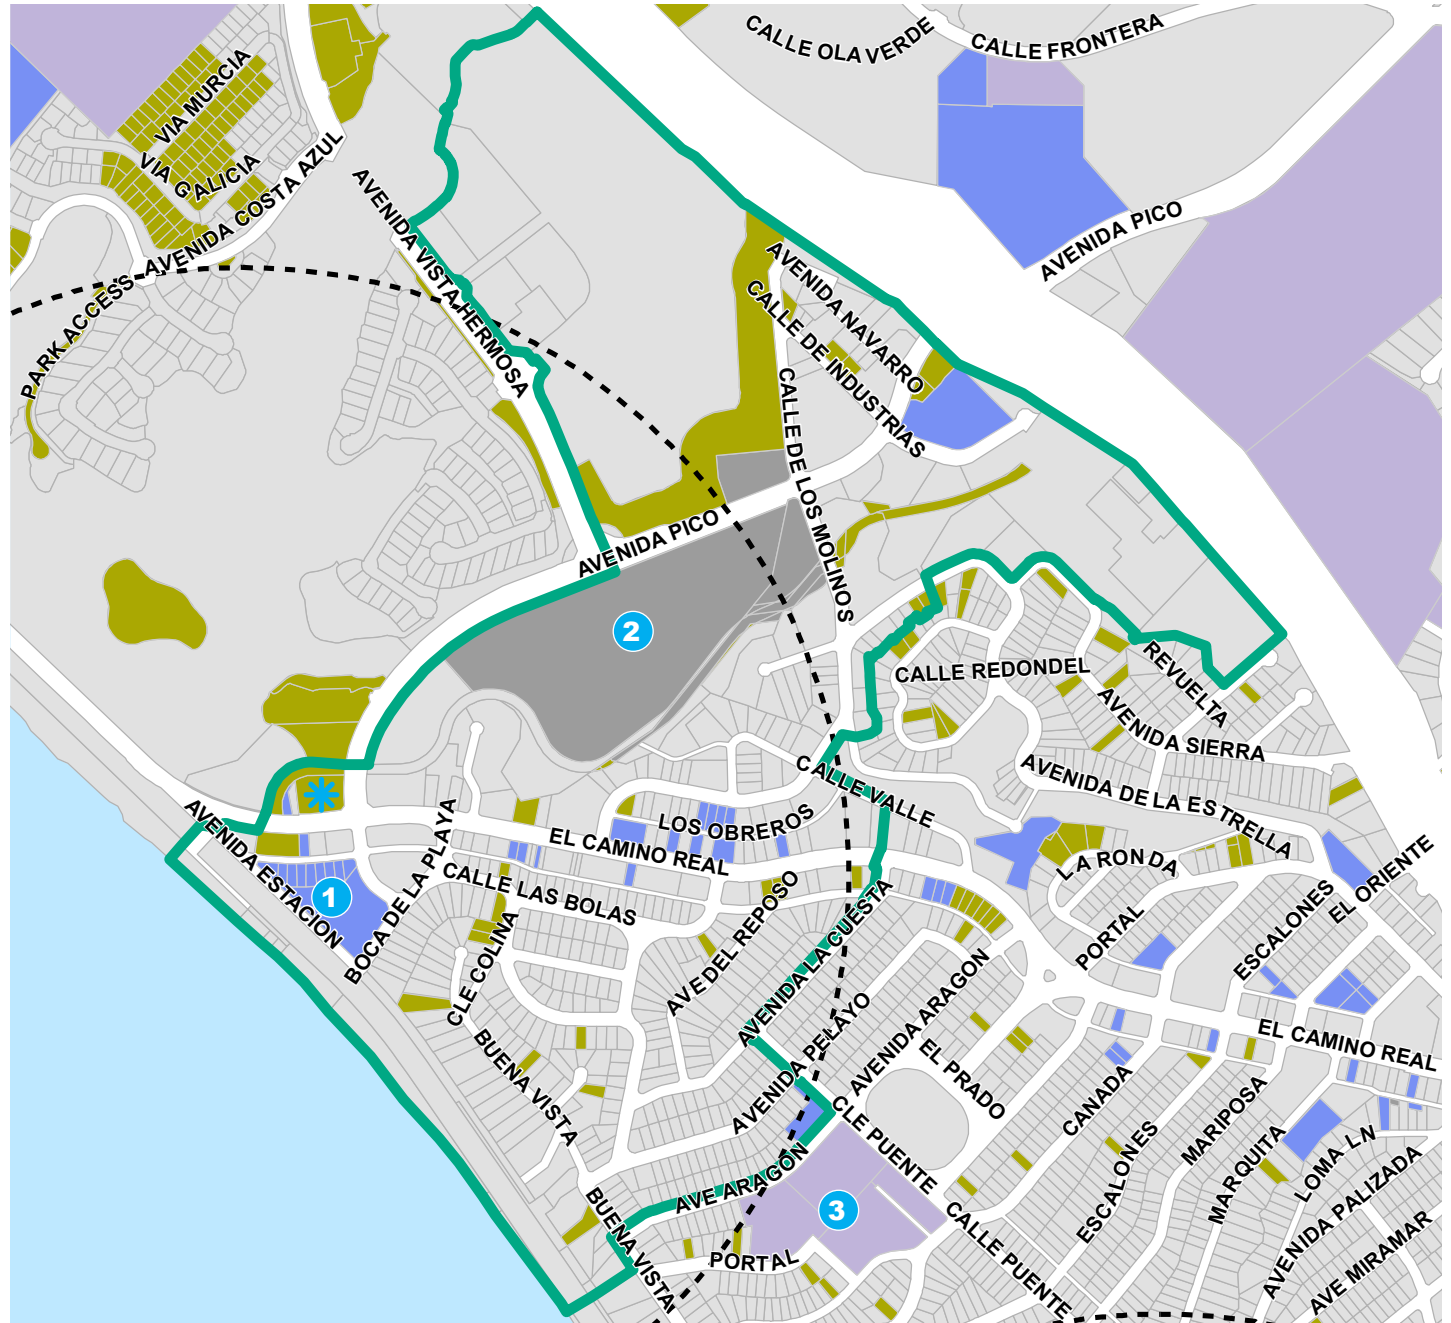 CALLE OLA VERDE
CALLE FRONTERA
VIA MURCIA
VIA GALICIA
AVENIDA COSTA AZUL
PARK ACCESS
AVENIDA VISTA HERMOSA
AVENIDA PICO
AVENIDA NAVARRO
CALLE DE INDUSTRIAS
CALLE DE LOS MOLINOS
AVENIDA PICO
2
CALLE REDONDEL
REVUELTA
AVENIDA SIERRA
AVENIDA DE LA ESTRELLA
CALLE VALLE
LOS OBREROS
EL CAMINO REAL
AVENIDA ESTACION
1
BOCA DE LA PLAYA
CALLE LAS BOLAS
CLE COLINA
AVE DEL REPOSO
AVENIDA LA CUESTA
LA RONDA
PORTAL
ESCALONES
EL ORIENTE
AVENIDA PELAYO
AVENIDA ARAGON
EL PRADO
EL CAMINO REAL
BUENA VISTA
CLE PUENTE
CANADA
MARIPOSA
ESCALONES
MARQUITA
LOMA LN
AVENIDA PALIZADA
AVE MIRAMAR
AVE ARAGON
3
BUENA VISTA
PORTAL
CALLE PUENTE